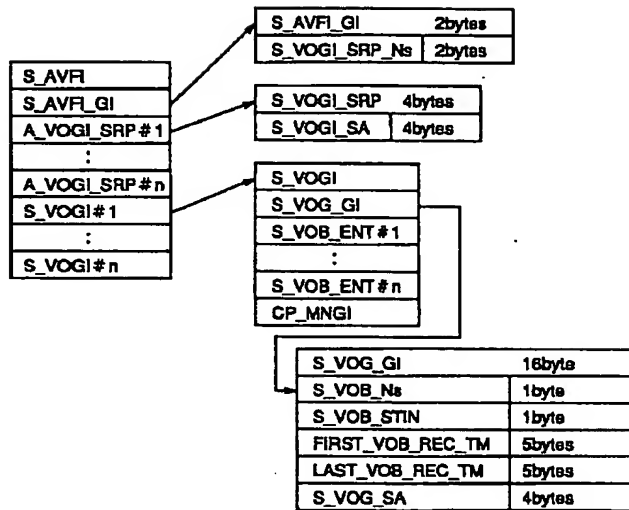 S_AVFI_GI 2bytes
S_VOGI_SRP_Ns 2bytes
S_AVFI
S_AVFI_GI
A_VOGI_SRP#1
:
A_VOGI_SRP#n
S_VOGI#1
:
S_VOGI#n
S_VOGI_SRP 4bytes
S_VOGI_SA 4bytes
S_VOGI
S_VOG_GI
S_VOB_ENT#1
:
S_VOB_ENT#n
CP_MNGI
S_VOG_GI 16byte
S_VOB_Ns 1byte
S_VOB_STIN 1byte
FIRST_VOB_REC_TM 5bytes
LAST_VOB_REC_TM 5bytes
S_VOG_SA 4bytes